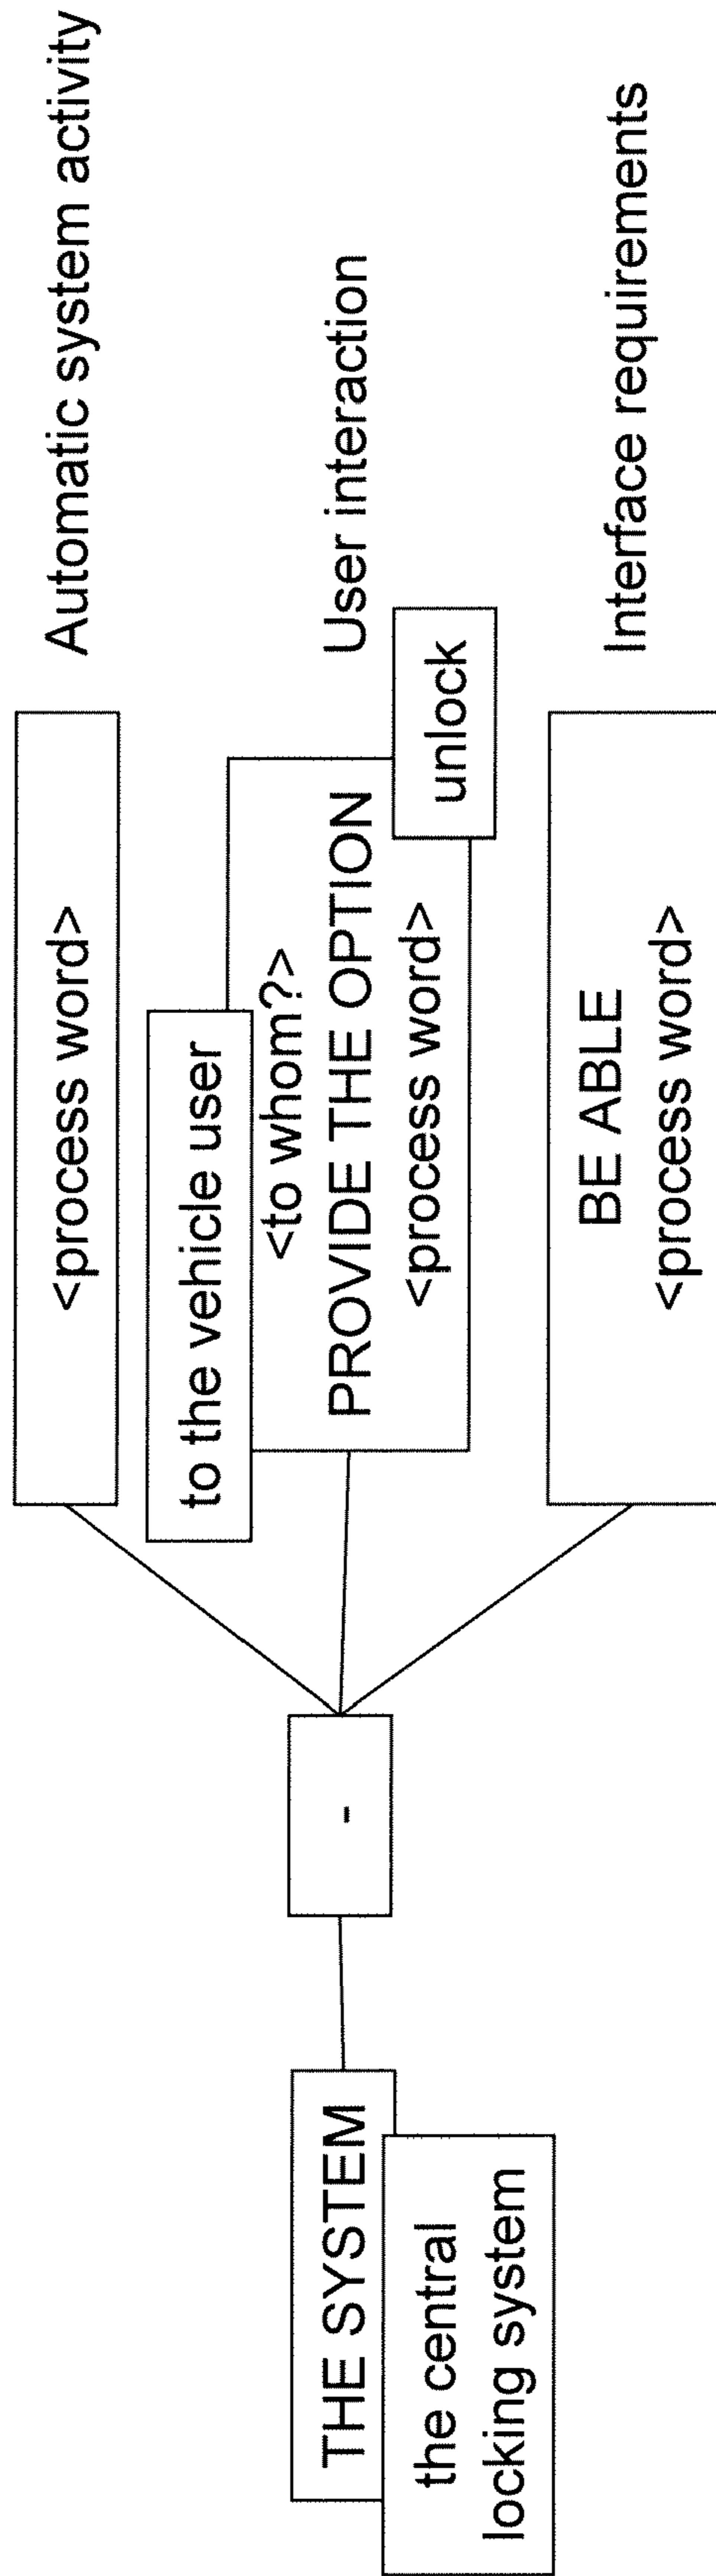 THE SYSTEM
the central
locking system
-
<process word>
Automatic system activity
to the vehicle user
<to whom?>
PROVIDE THE OPTION
<process word>
unlock
User interaction
BE ABLE
<process word>
Interface requirements